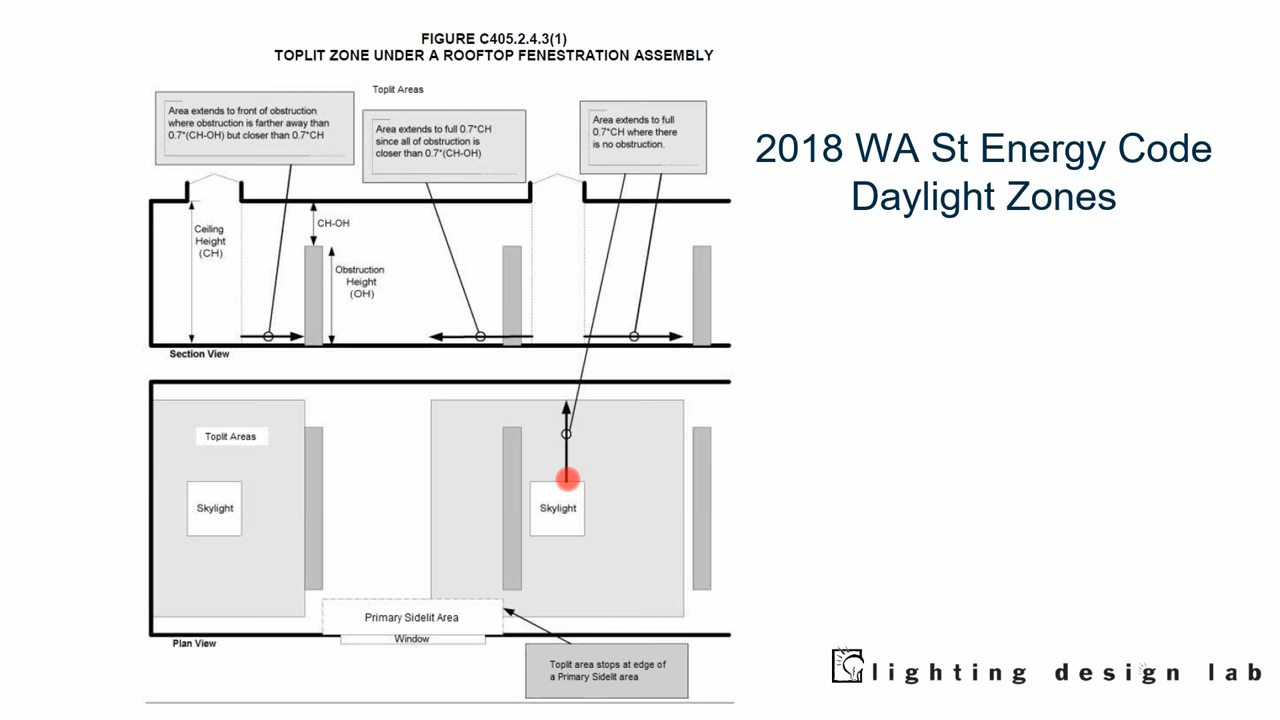 FIGURE C405.2.4.3(1)
TOPLIT ZONE UNDER A ROOFTOP FENESTRATION ASSEMBLY
Toplit Areas
Area extends to front of obstruction
where obstruction is farther away than
0.7*(CH-OH) but closer than 0.7*CH
Area extends to full 0.7*CH
since all of obstruction is
closer than 0.7*(CH-OH)
Area extends to full
0.7*CH where there
is no obstruction.
2018 WA St Energy Code
Daylight Zones
Ceiling
Height
(CH)
CH-OH
Obstruction
Height
(OH)
Section View
Toplit Areas
Skylight
Skylight
Primary Sidelit Area
Window
Plan View
Toplit area stops at edge of
a Primary Sidelit area
lighting design lab